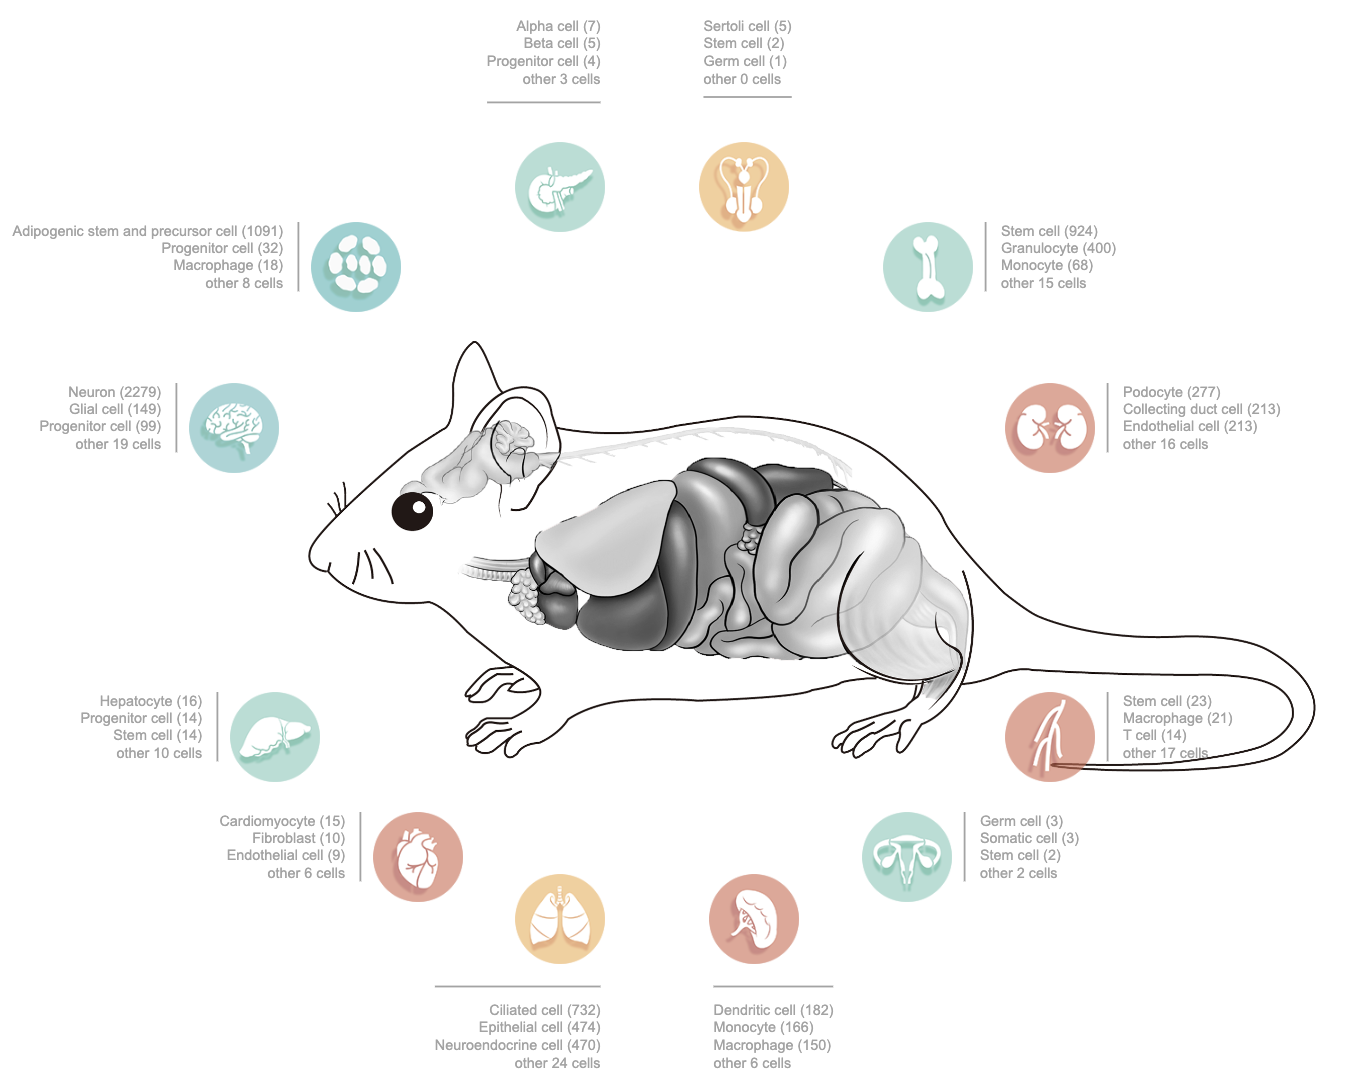 Alpha cell (7)
Beta cell (5)
Progenitor cell (4)
other 3 cells
Sertoli cell (5)
Stem cell (2)
Germ cell (1)
other 0 cells
Adipogenic stem and precursor cell (1091)
Progenitor cell (32)
Macrophage (18)
other 8 cells
Stem cell (924)
Granulocyte (400)
Monocyte (68)
other 15 cells
Neuron (2279)
Glial cell (149)
Progenitor cell (99)
other 19 cells
Podocyte (277)
Collecting duct cell (213)
Endothelial cell (213)
other 16 cells
Hepatocyte (16)
Progenitor cell (14)
Stem cell (14)
other 10 cells
Stem cell (23)
Macrophage (21)
T cell (14)
other 17 cells
Cardiomyocyte (15)
Fibroblast (10)
Endothelial cell (9)
other 6 cells
Germ cell (3)
Somatic cell (3)
Stem cell (2)
other 2 cells
Ciliated cell (732)
Epithelial cell (474)
Neuroendocrine cell (470)
other 24 cells
Dendritic cell (182)
Monocyte (166)
Macrophage (150)
other 6 cells